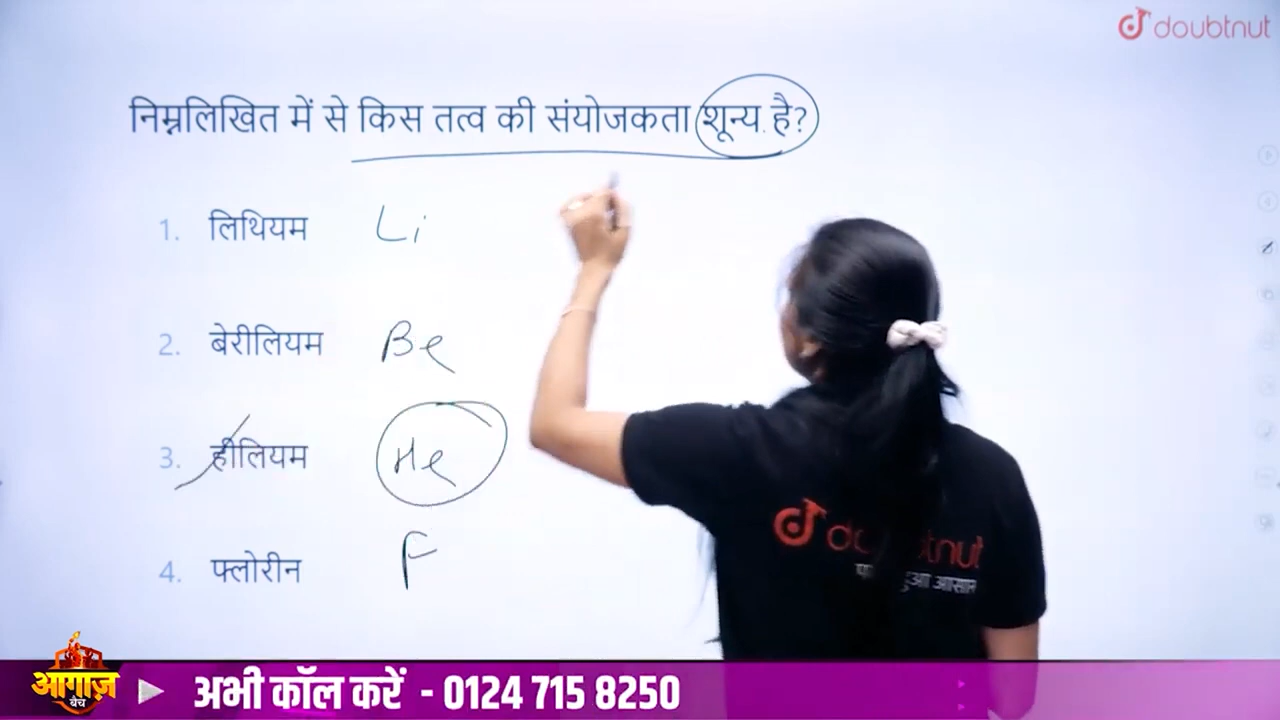 doubtnut
निम्नलिखित में से किस तत्व की संयोजकता शून्य है?
1. लिथियम Li
2. बेरीलियम Be
3. हीलियम He
4. फ्लोरीन F
doubtnut
आगाज़
बैच
अभी कॉल करें - 0124 715 8250